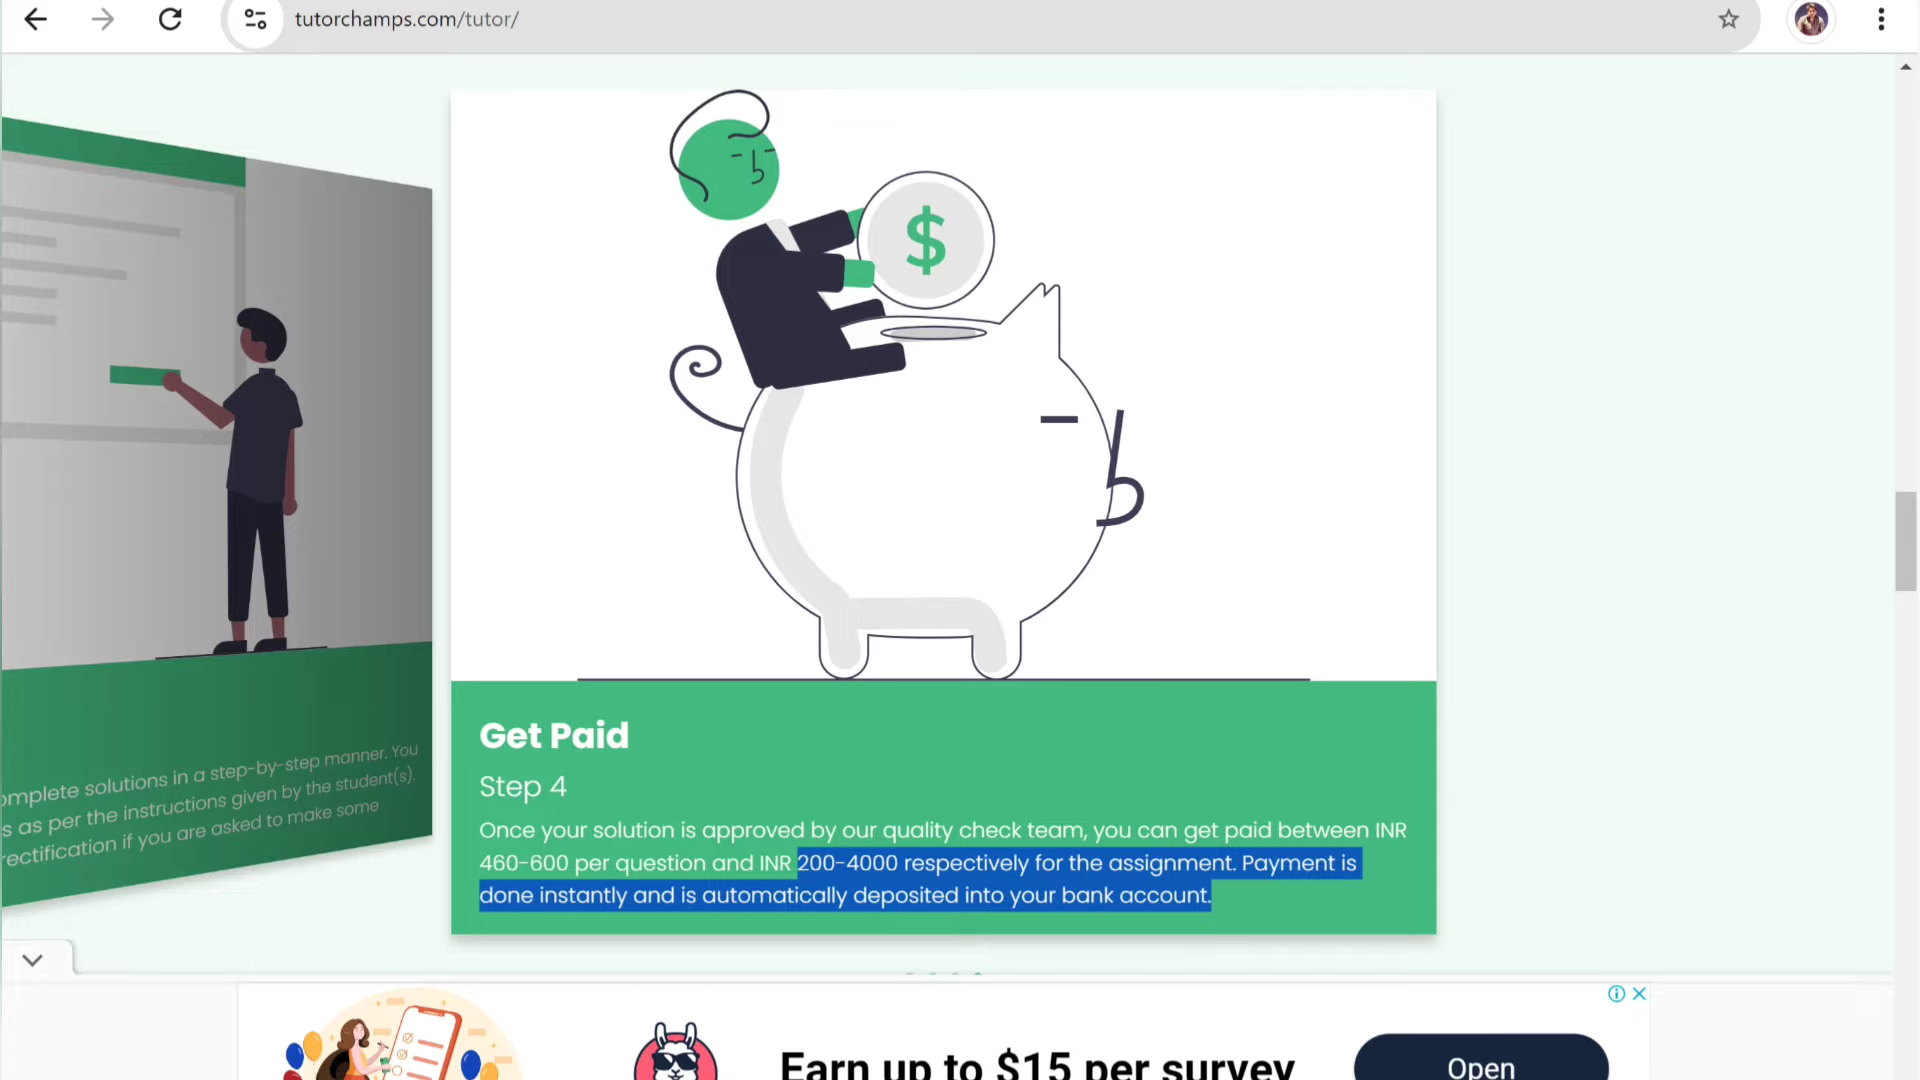 tutorchamps.com/tutor/
$
omplete solutions in a step-by-step manner. You
s as per the instructions given by the student(s).
rectification if you are asked to make some
Get Paid
Step 4
Once your solution is approved by our quality check team, you can get paid between INR
460-600 per question and INR 200-4000 respectively for the assignment. Payment is
done instantly and is automatically deposited into your bank account.
Earn up to $15 per survey
Open